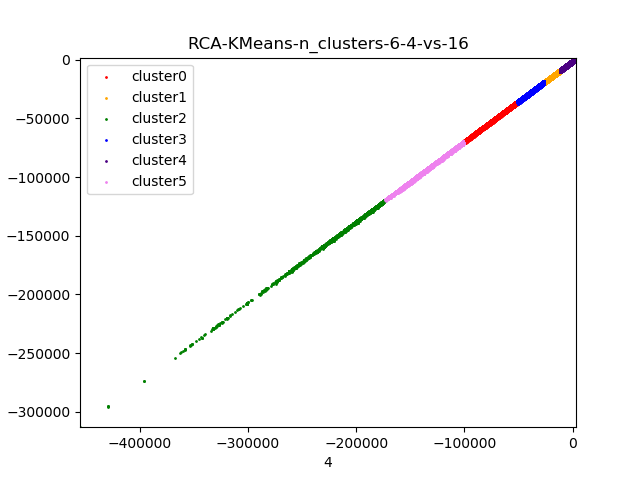 RCA-KMeans-n_clusters-6-4-vs-16
0
−50000
−100000
−150000
−200000
−250000
−300000
cluster0
cluster1
cluster2
cluster3
cluster4
cluster5
−400000 −300000 −200000 −100000 0
4